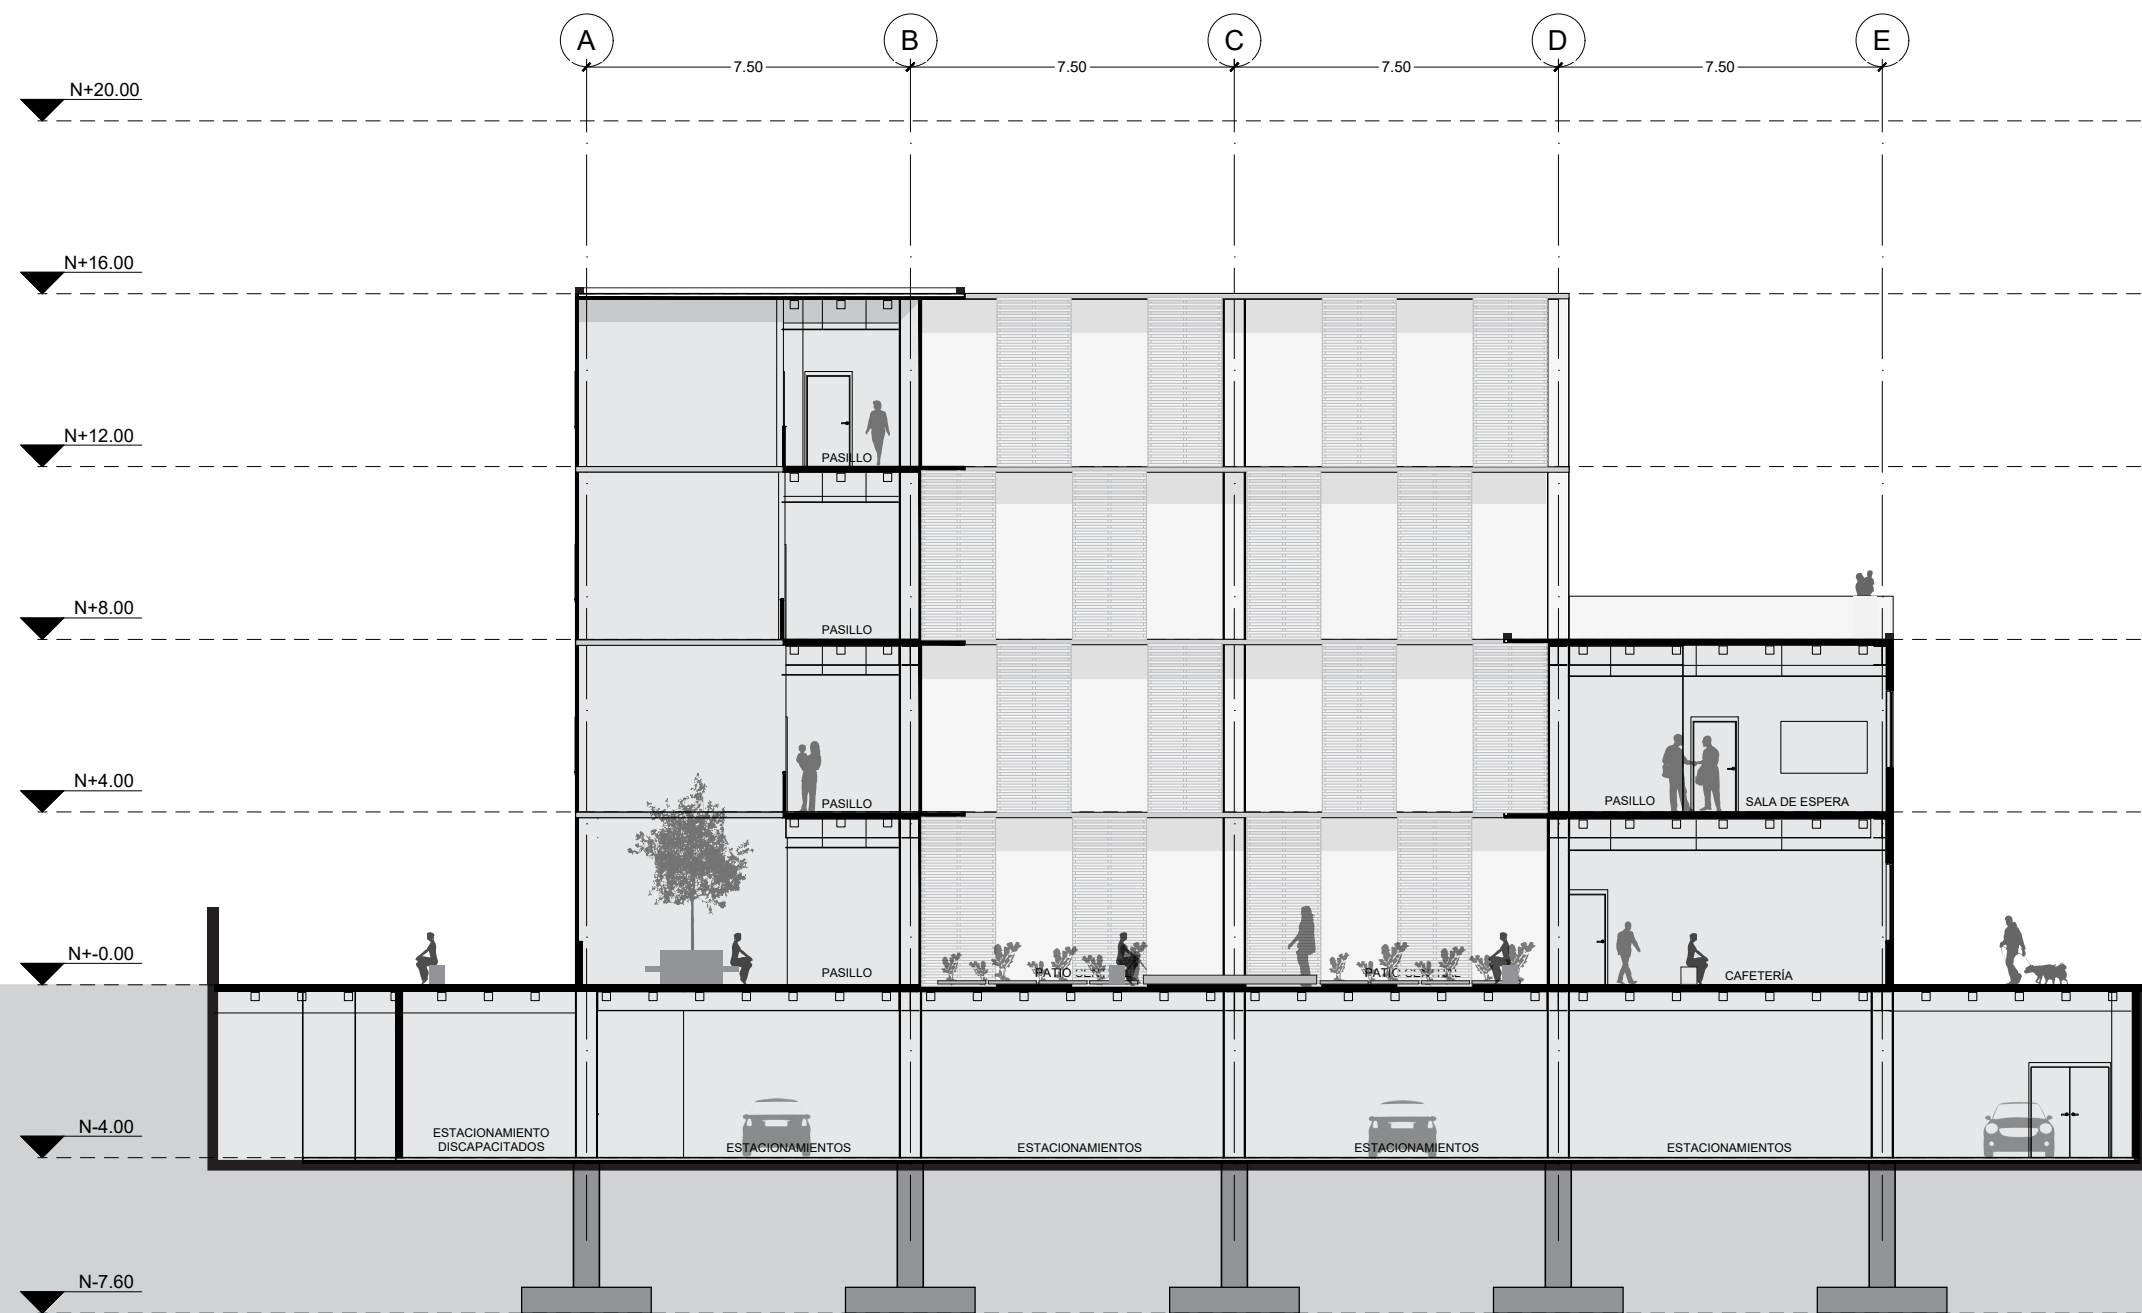 A B C D E
7.50 7.50 7.50 7.50
N+20.00
N+16.00
N+12.00
PASILLO
N+8.00
PASILLO
N+4.00
PASILLO PASILLO SALA DE ESPERA
N+-0.00
PASILLO PATIO PATIO CAFETERÍA
N-4.00
ESTACIONAMIENTO
DISCAPACITADOS
ESTACIONAMIENTOS ESTACIONAMIENTOS ESTACIONAMIENTOS ESTACIONAMIENTOS
N-7.60